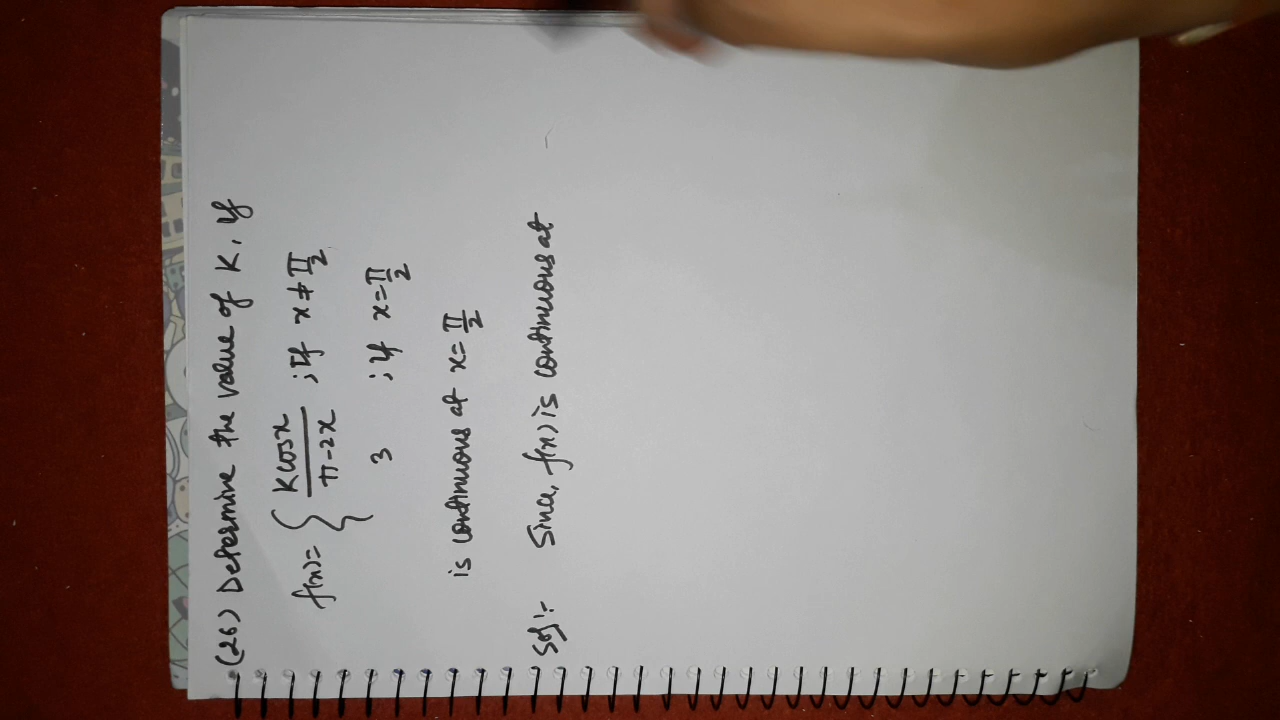 (26) Determine the value of K, if
f(x) = { K cos x / π - 2x ; if x ≠ π/2
3 ; if x = π/2
is continuous at x = π/2
Sol:- Since, f(x) is continuous at